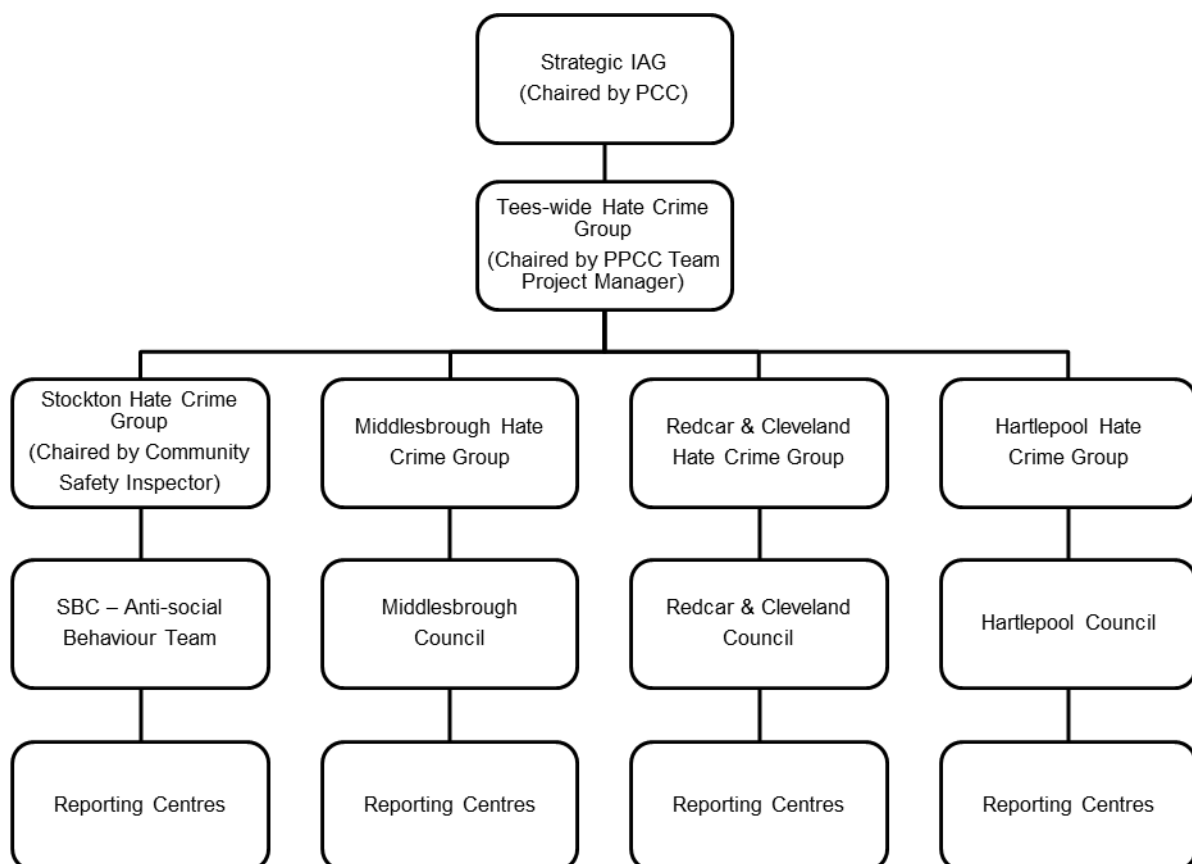 Strategic IAG
(Chaired by PCC)
Tees-wide Hate Crime
Group
(Chaired by PPCC Team
Project Manager)
Stockton Hate Crime
Group
(Chaired by Community
Safety Inspector)
Middlesbrough Hate
Crime Group
Redcar & Cleveland
Hate Crime Group
Hartlepool Hate
Crime Group
SBC – Anti-social
Behaviour Team
Middlesbrough
Council
Redcar & Cleveland
Council
Hartlepool Council
Reporting Centres
Reporting Centres
Reporting Centres
Reporting Centres